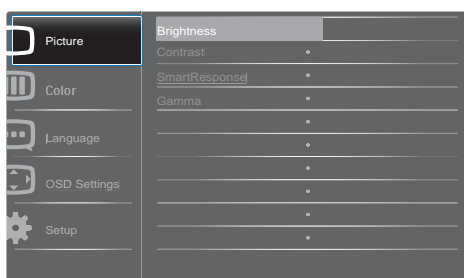 Picture
Color
Language
OSD Settings
Setup
Brightness
Contrast
SmartResponse
Gamma